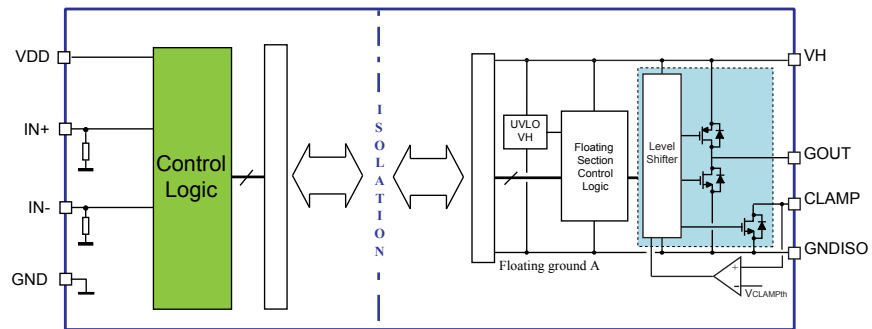 VDD
IN+
IN-
GND
Control
Logic
ISOLATION
UVLO
VH
Floating
Section
Control
Logic
Level
Shifter
Floating ground A
+
-
VCLAMPth
VH
GOUT
CLAMP
GNDISO